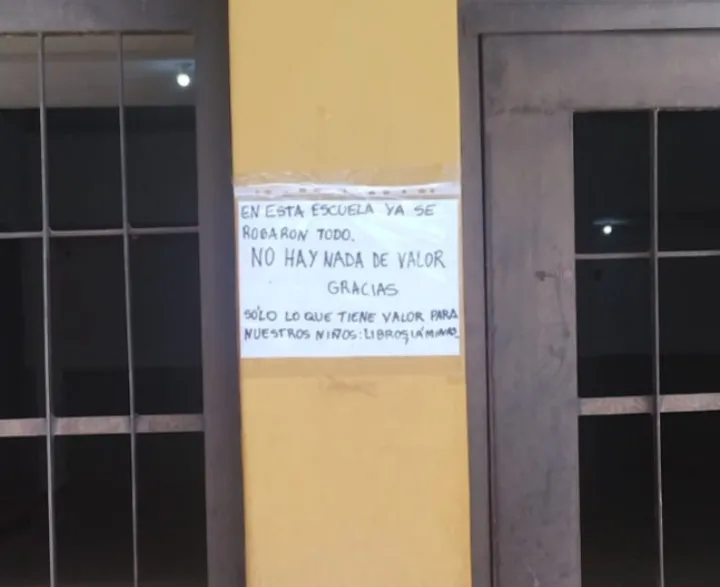 EN ESTA ESCUELA YA SE
ROBARON TODO.
NO HAY NADA DE VALOR
GRACIAS
SÓLO LO QUE TIENE VALOR PARA
NUESTROS NIÑOS: LIBROS, LÁMINAS.